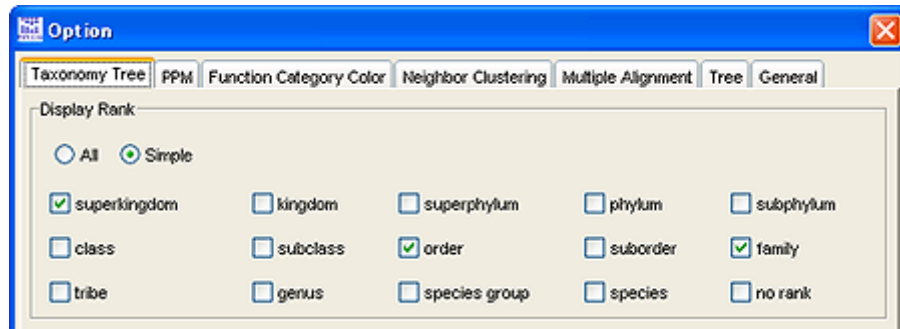 Option
Taxonomy Tree PPM Function Category Color Neighbor Clustering Multiple Alignment Tree General
Display Rank
All Simple
superkingdom kingdom superphylum phylum subphylum
class subclass order suborder family
tribe genus species group species no rank